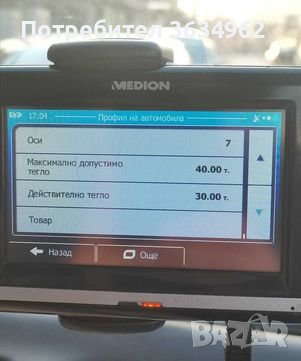 Потребител 3634962
MEDION
17:04
Профил на автомобила
Оси 7
Максимално допустимо тегло 40.00 т.
Действително тегло 30.00 т.
Товар
Назад Още
BAZAR
bg